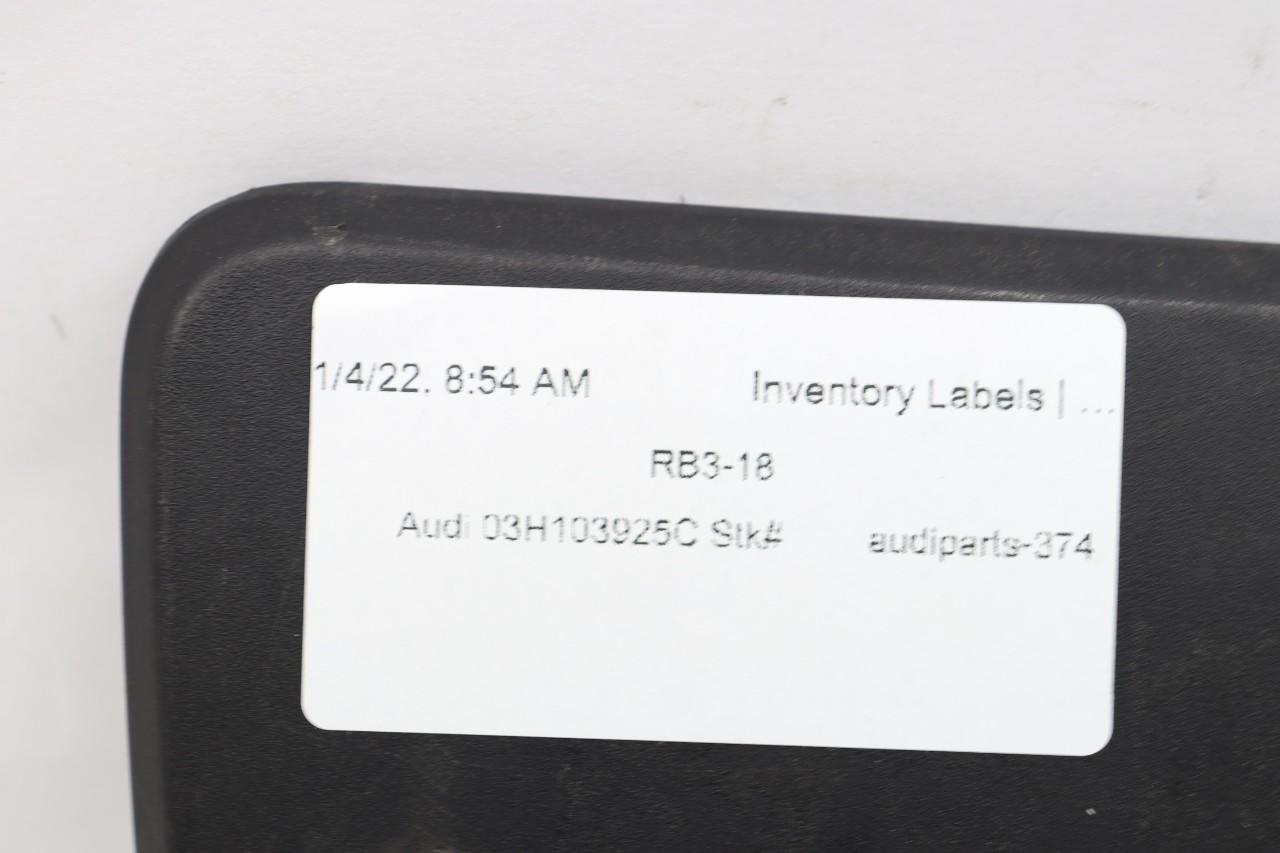 1/4/22, 8:54 AM Inventory Labels | ...
RB3-18
Audi 03H103925C Stk# audiparts-374